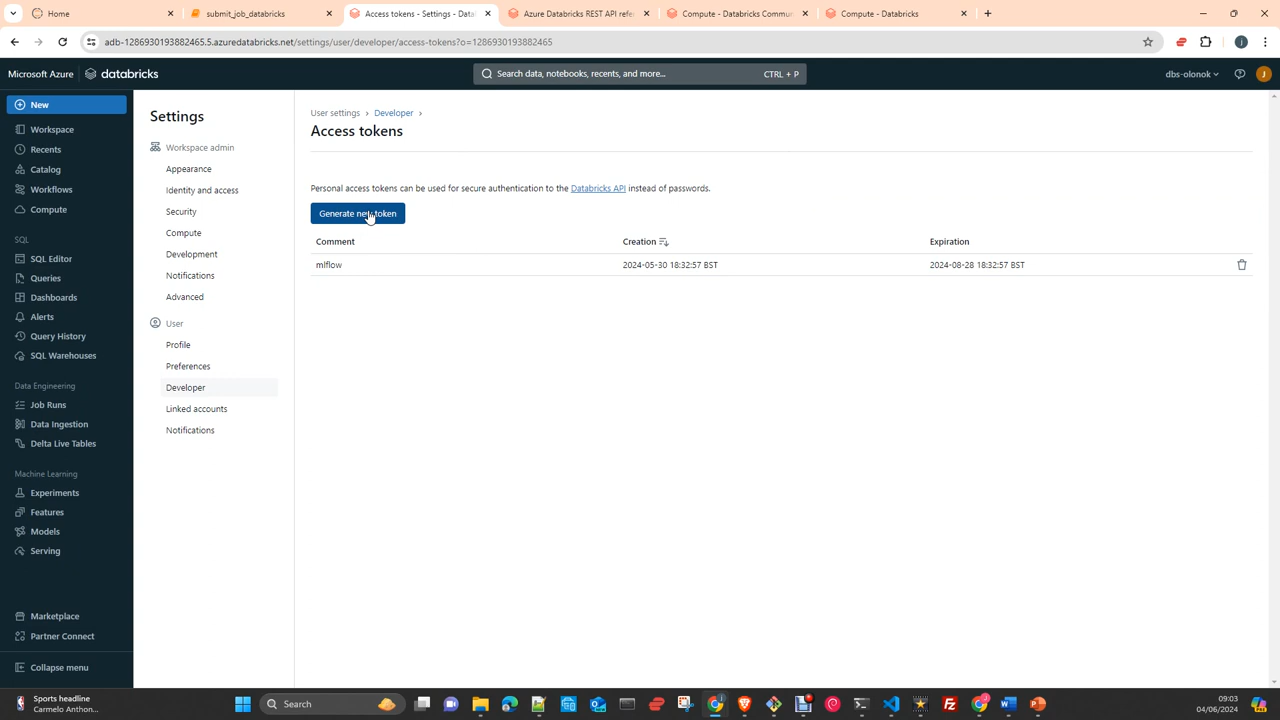 Home
submit_job_databricks
Access tokens - Settings - Data
Azure Databricks REST API refe
Compute - Databricks Commun
Compute - Databricks
adb-1286930193882465.5.azuredatabricks.net/settings/user/developer/access-tokens?o=1286930193882465
Microsoft Azure
databricks
Search data, notebooks, recents, and more...
CTRL + P
dbs-olonok
J
New
Workspace
Recents
Catalog
Workflows
Compute
SQL
SQL Editor
Queries
Dashboards
Alerts
Query History
SQL Warehouses
Data Engineering
Job Runs
Data Ingestion
Delta Live Tables
Machine Learning
Experiments
Features
Models
Serving
Marketplace
Partner Connect
Collapse menu
Settings
Workspace admin
Appearance
Identity and access
Security
Compute
Development
Notifications
Advanced
User
Profile
Preferences
Developer
Linked accounts
Notifications
User settings > Developer >
Access tokens
Personal access tokens can be used for secure authentication to the Databricks API instead of passwords.
Generate new token
Comment Creation Expiration
mlflow 2024-05-30 18:32:57 BST 2024-08-28 18:32:57 BST
Sports headline
Carmelo Anthon...
Search
09:03
04/06/2024